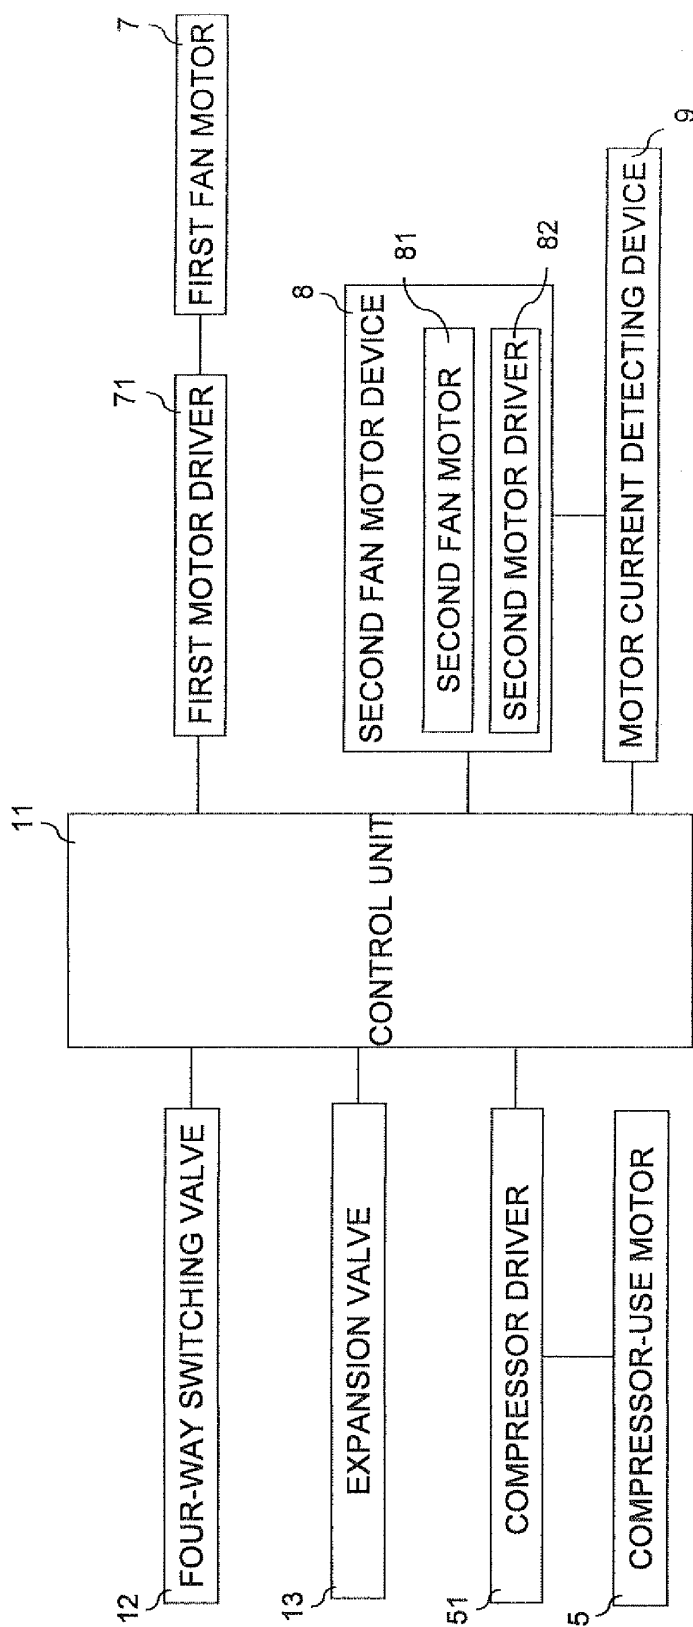 12
FOUR-WAY SWITCHING VALVE
13
EXPANSION VALVE
51
COMPRESSOR DRIVER
5
COMPRESSOR-USE MOTOR
11
CONTROL UNIT
71
FIRST MOTOR DRIVER
7
FIRST FAN MOTOR
8
SECOND FAN MOTOR DEVICE
81
SECOND FAN MOTOR
82
SECOND MOTOR DRIVER
9
MOTOR CURRENT DETECTING DEVICE